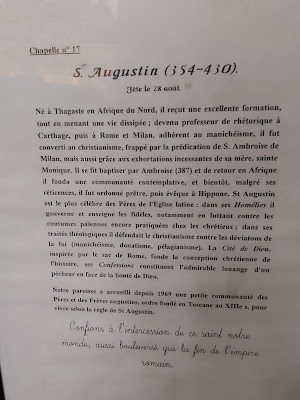 Chapelle n° 17
S. Augustin (354-430).
Fête le 28 août.
Né à Thagaste en Afrique du Nord, il reçut une excellente formation,
tout en menant une vie dissipée ; devenu professeur de rhétorique à
Carthage, puis à Rome et Milan, adhérent au manichéisme, il fut
converti au christianisme, frappé par la prédication de S. Ambroise de
Milan, mais aussi grâce aux exhortations incessantes de sa mère, sainte
Monique. Il se fit baptiser par Ambroise (387) et de retour en Afrique
il fonda une communauté contemplative, et bientôt, malgré ses
réticences, il fut ordonné prêtre, puis évêque à Hippone. St Augustin
est le plus célèbre des Pères de l'Eglise latine : dans ses Homélies il
gouverne et enseigne les fidèles, notamment en luttant contre les
coutumes païennes encore pratiquées chez les chrétiens ; dans ses
traités théologiques il défendait le christianisme contre les déviations de
la foi (manichéisme, donatisme, pélagianisme). La Cité de Dieu,
inspirée par le sac de Rome, fonde la conception chrétienne de
l'histoire, ses Confessions constituent l'admirable louange d'un
pécheur en face de la bonté de Dieu.
Notre paroisse a accueilli depuis 1969 une petite communauté des
Pères et des Frères augustins, ordre fondé en Toscane au XIIIe s. pour
vivre selon la règle de St Augustin.
Confions à l'intercession de ce saint notre
monde, aussi bouleversé que la fin de l'empire
romain.